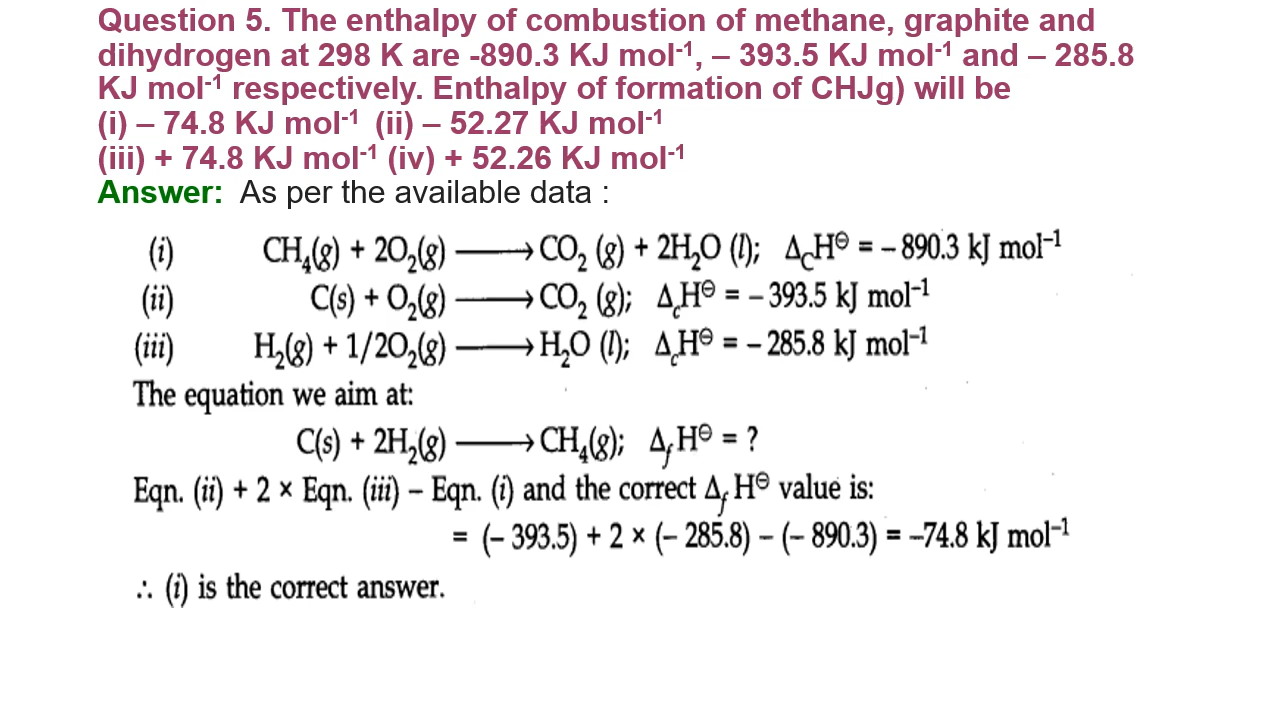 Question 5. The enthalpy of combustion of methane, graphite and
dihydrogen at 298 K are -890.3 KJ mol⁻¹, – 393.5 KJ mol⁻¹ and – 285.8
KJ mol⁻¹ respectively. Enthalpy of formation of CHJg) will be
(i) – 74.8 KJ mol⁻¹ (ii) – 52.27 KJ mol⁻¹
(iii) + 74.8 KJ mol⁻¹ (iv) + 52.26 KJ mol⁻¹
Answer: As per the available data :
(i) CH₄(g) + 2O₂(g) ⟶ CO₂ (g) + 2H₂O (l); Δ_CH⊖ = – 890.3 kJ mol⁻¹
(ii) C(s) + O₂(g) ⟶ CO₂ (g); Δ_cH⊖ = – 393.5 kJ mol⁻¹
(iii) H₂(g) + 1/2O₂(g) ⟶ H₂O (l); Δ_cH⊖ = – 285.8 kJ mol⁻¹
The equation we aim at:
C(s) + 2H₂(g) ⟶ CH₄(g); Δ_fH⊖ = ?
Eqn. (ii) + 2 × Eqn. (iii) – Eqn. (i) and the correct Δ_f H⊖ value is:
= (– 393.5) + 2 × (– 285.8) – (– 890.3) = –74.8 kJ mol⁻¹
∴ (i) is the correct answer.